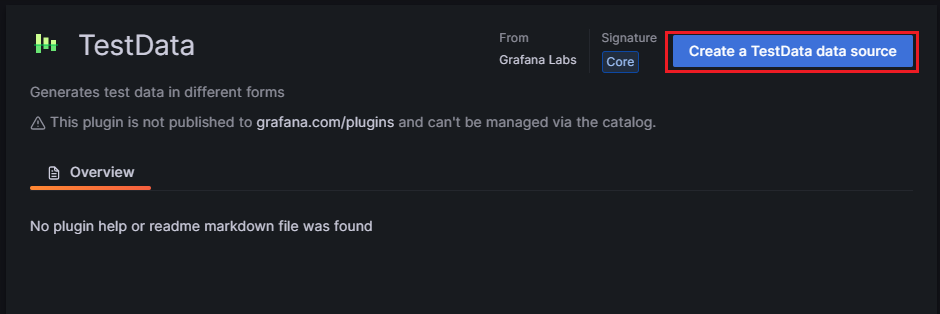 TestData
From
Grafana Labs
Signature
Core
Create a TestData data source
Generates test data in different forms
This plugin is not published to grafana.com/plugins and can't be managed via the catalog.
Overview
No plugin help or readme markdown file was found